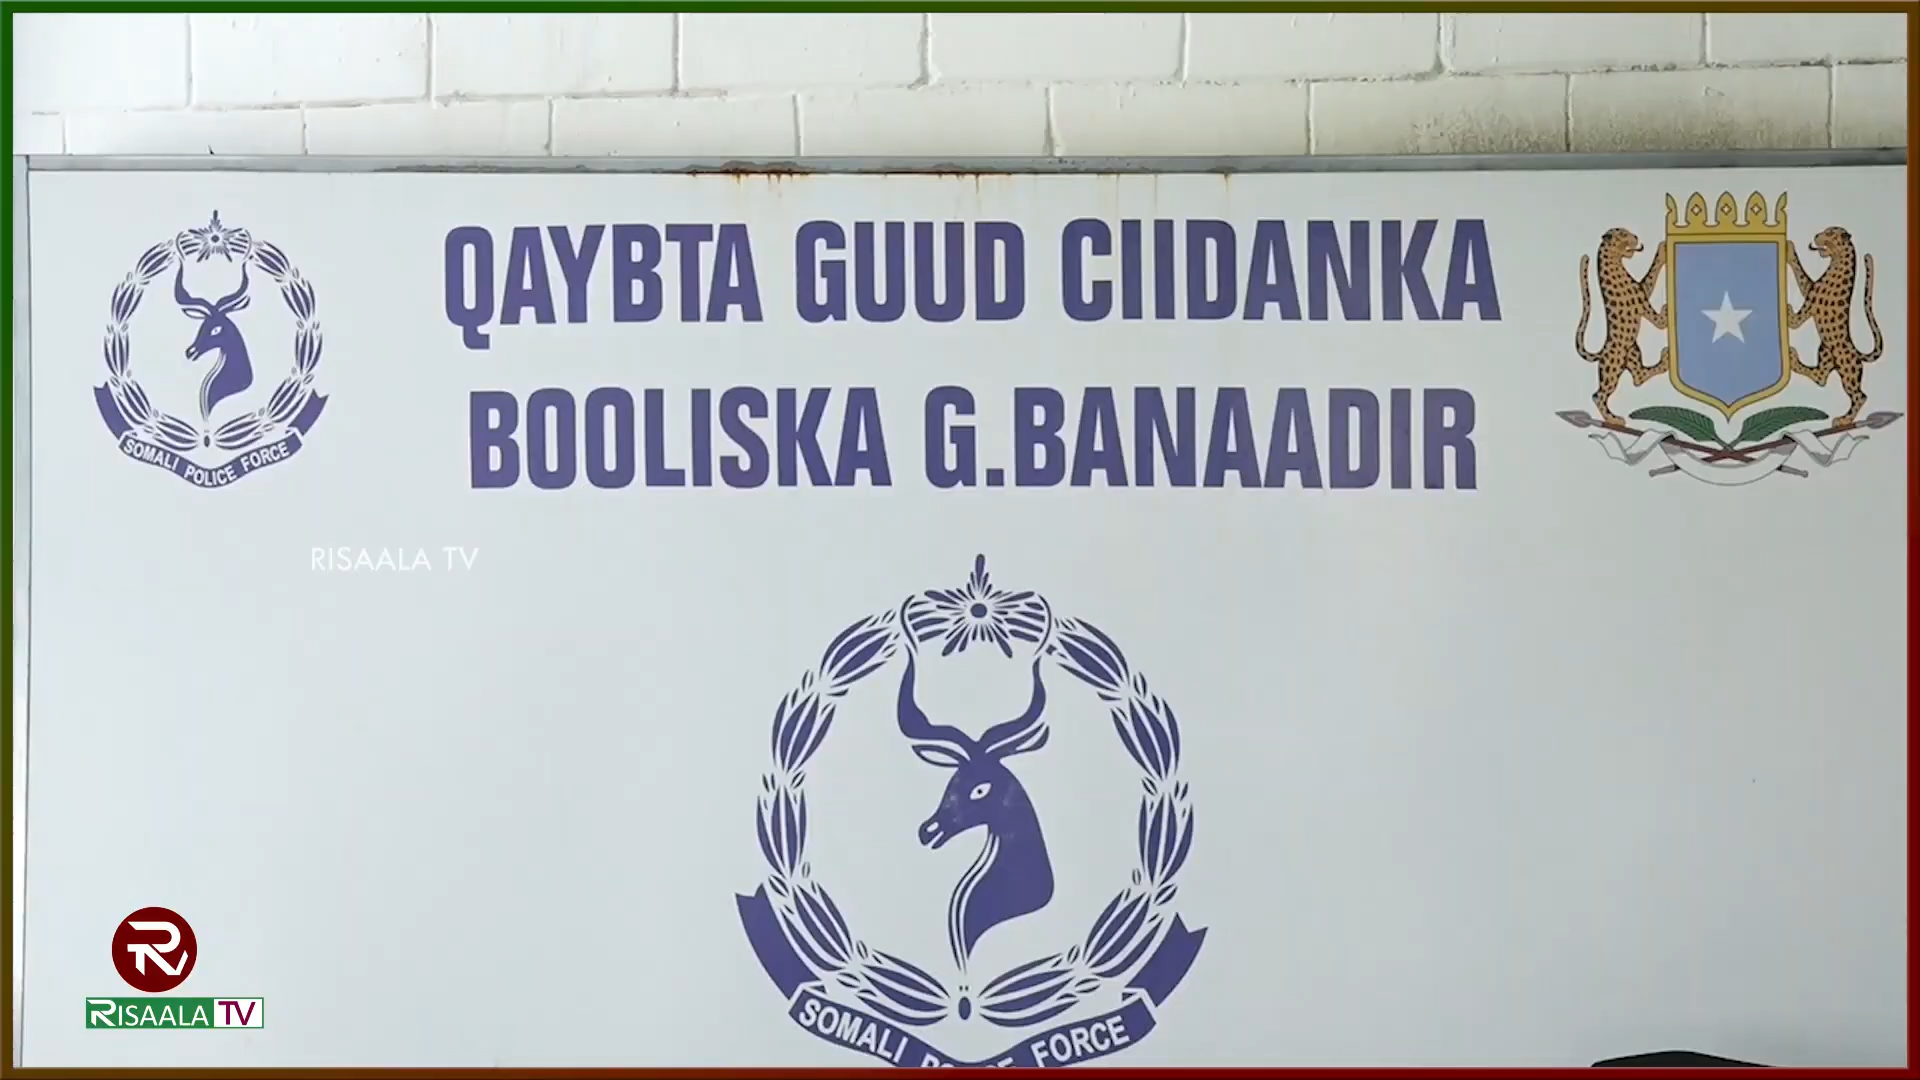 QAYBTA GUUD CIIDANKA
BOOLISKA G.BANAADIR
SOMALI POLICE FORCE
RISAALA TV
SOMALI POLICE FORCE
RISAALA TV